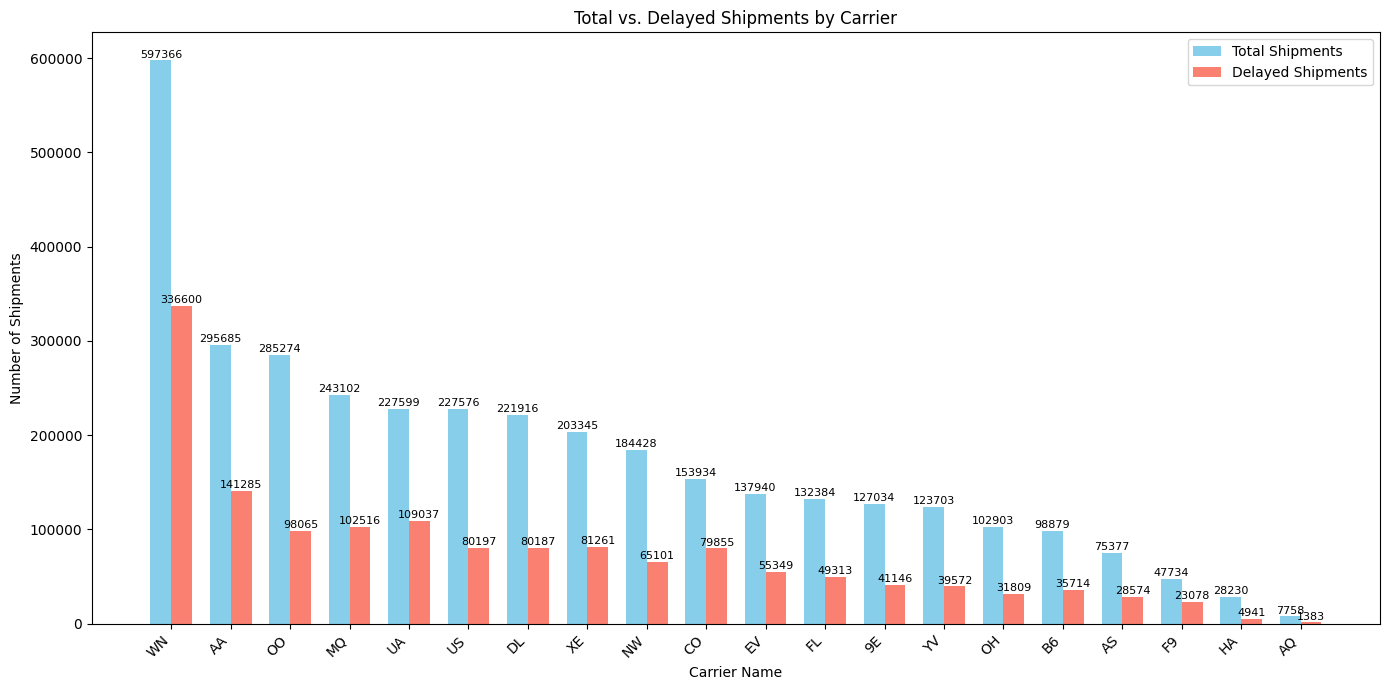 Total vs. Delayed Shipments by Carrier
Total Shipments
Delayed Shipments
Number of Shipments
600000
500000
400000
300000
200000
100000
0
597366
336600
295685
141285
285274
98065
243102
102516
227599
109037
227576
80197
221916
80187
203345
81261
184428
65101
153934
79855
137940
55349
132384
49313
127034
41146
123703
39572
102903
31809
98879
35714
75377
28574
47734
23078
28230
4941
7758
1383
WN
AA
OO
MQ
UA
US
DL
XE
NW
CO
EV
FL
9E
YV
OH
B6
AS
F9
HA
AQ
Carrier Name